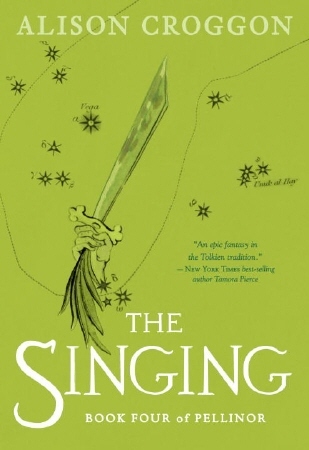 ALISON CROGGON
Vega
"An epic fantasy in
the Tolkien tradition."
— NEW YORK TIMES best-selling
author Tamora Pierce
THE
SINGING
BOOK FOUR of PELLINOR